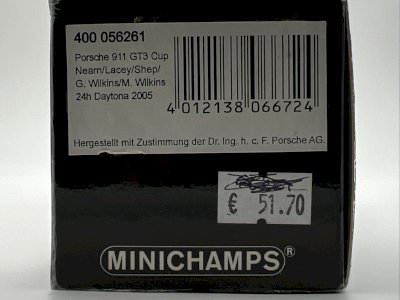 400 056261
Porsche 911 GT3 Cup
Nearn/Lacey/Shep/
G. Wilkins/M. Wilkins
24h Daytona 2005
4 012138 066724
Hergestellt mit Zustimmung der Dr. Ing. h. c. F. Porsche AG.
€ 51.70
MINICHAMPS®